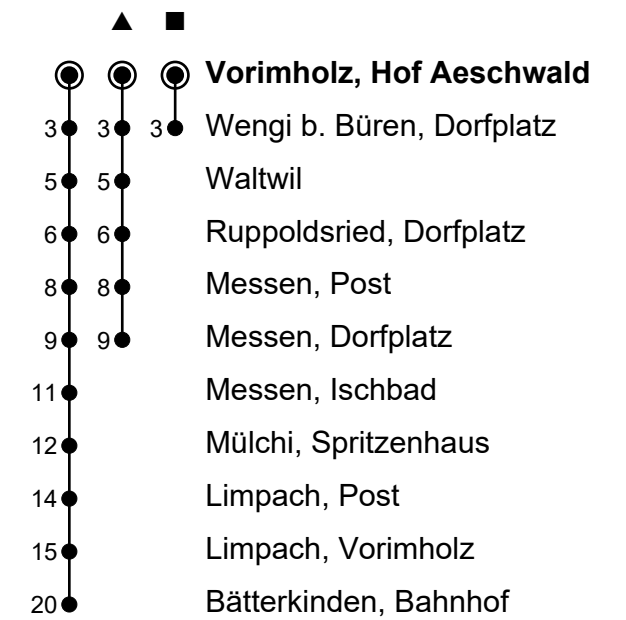 ▲ ■
Vorimholz, Hof Aeschwald
3 3 3 Wengi b. Büren, Dorfplatz
5 5 Waltwil
6 6 Ruppoldsried, Dorfplatz
8 8 Messen, Post
9 9 Messen, Dorfplatz
11 Messen, Ischbad
12 Mülchi, Spritzenhaus
14 Limpach, Post
15 Limpach, Vorimholz
20 Bätterkinden, Bahnhof